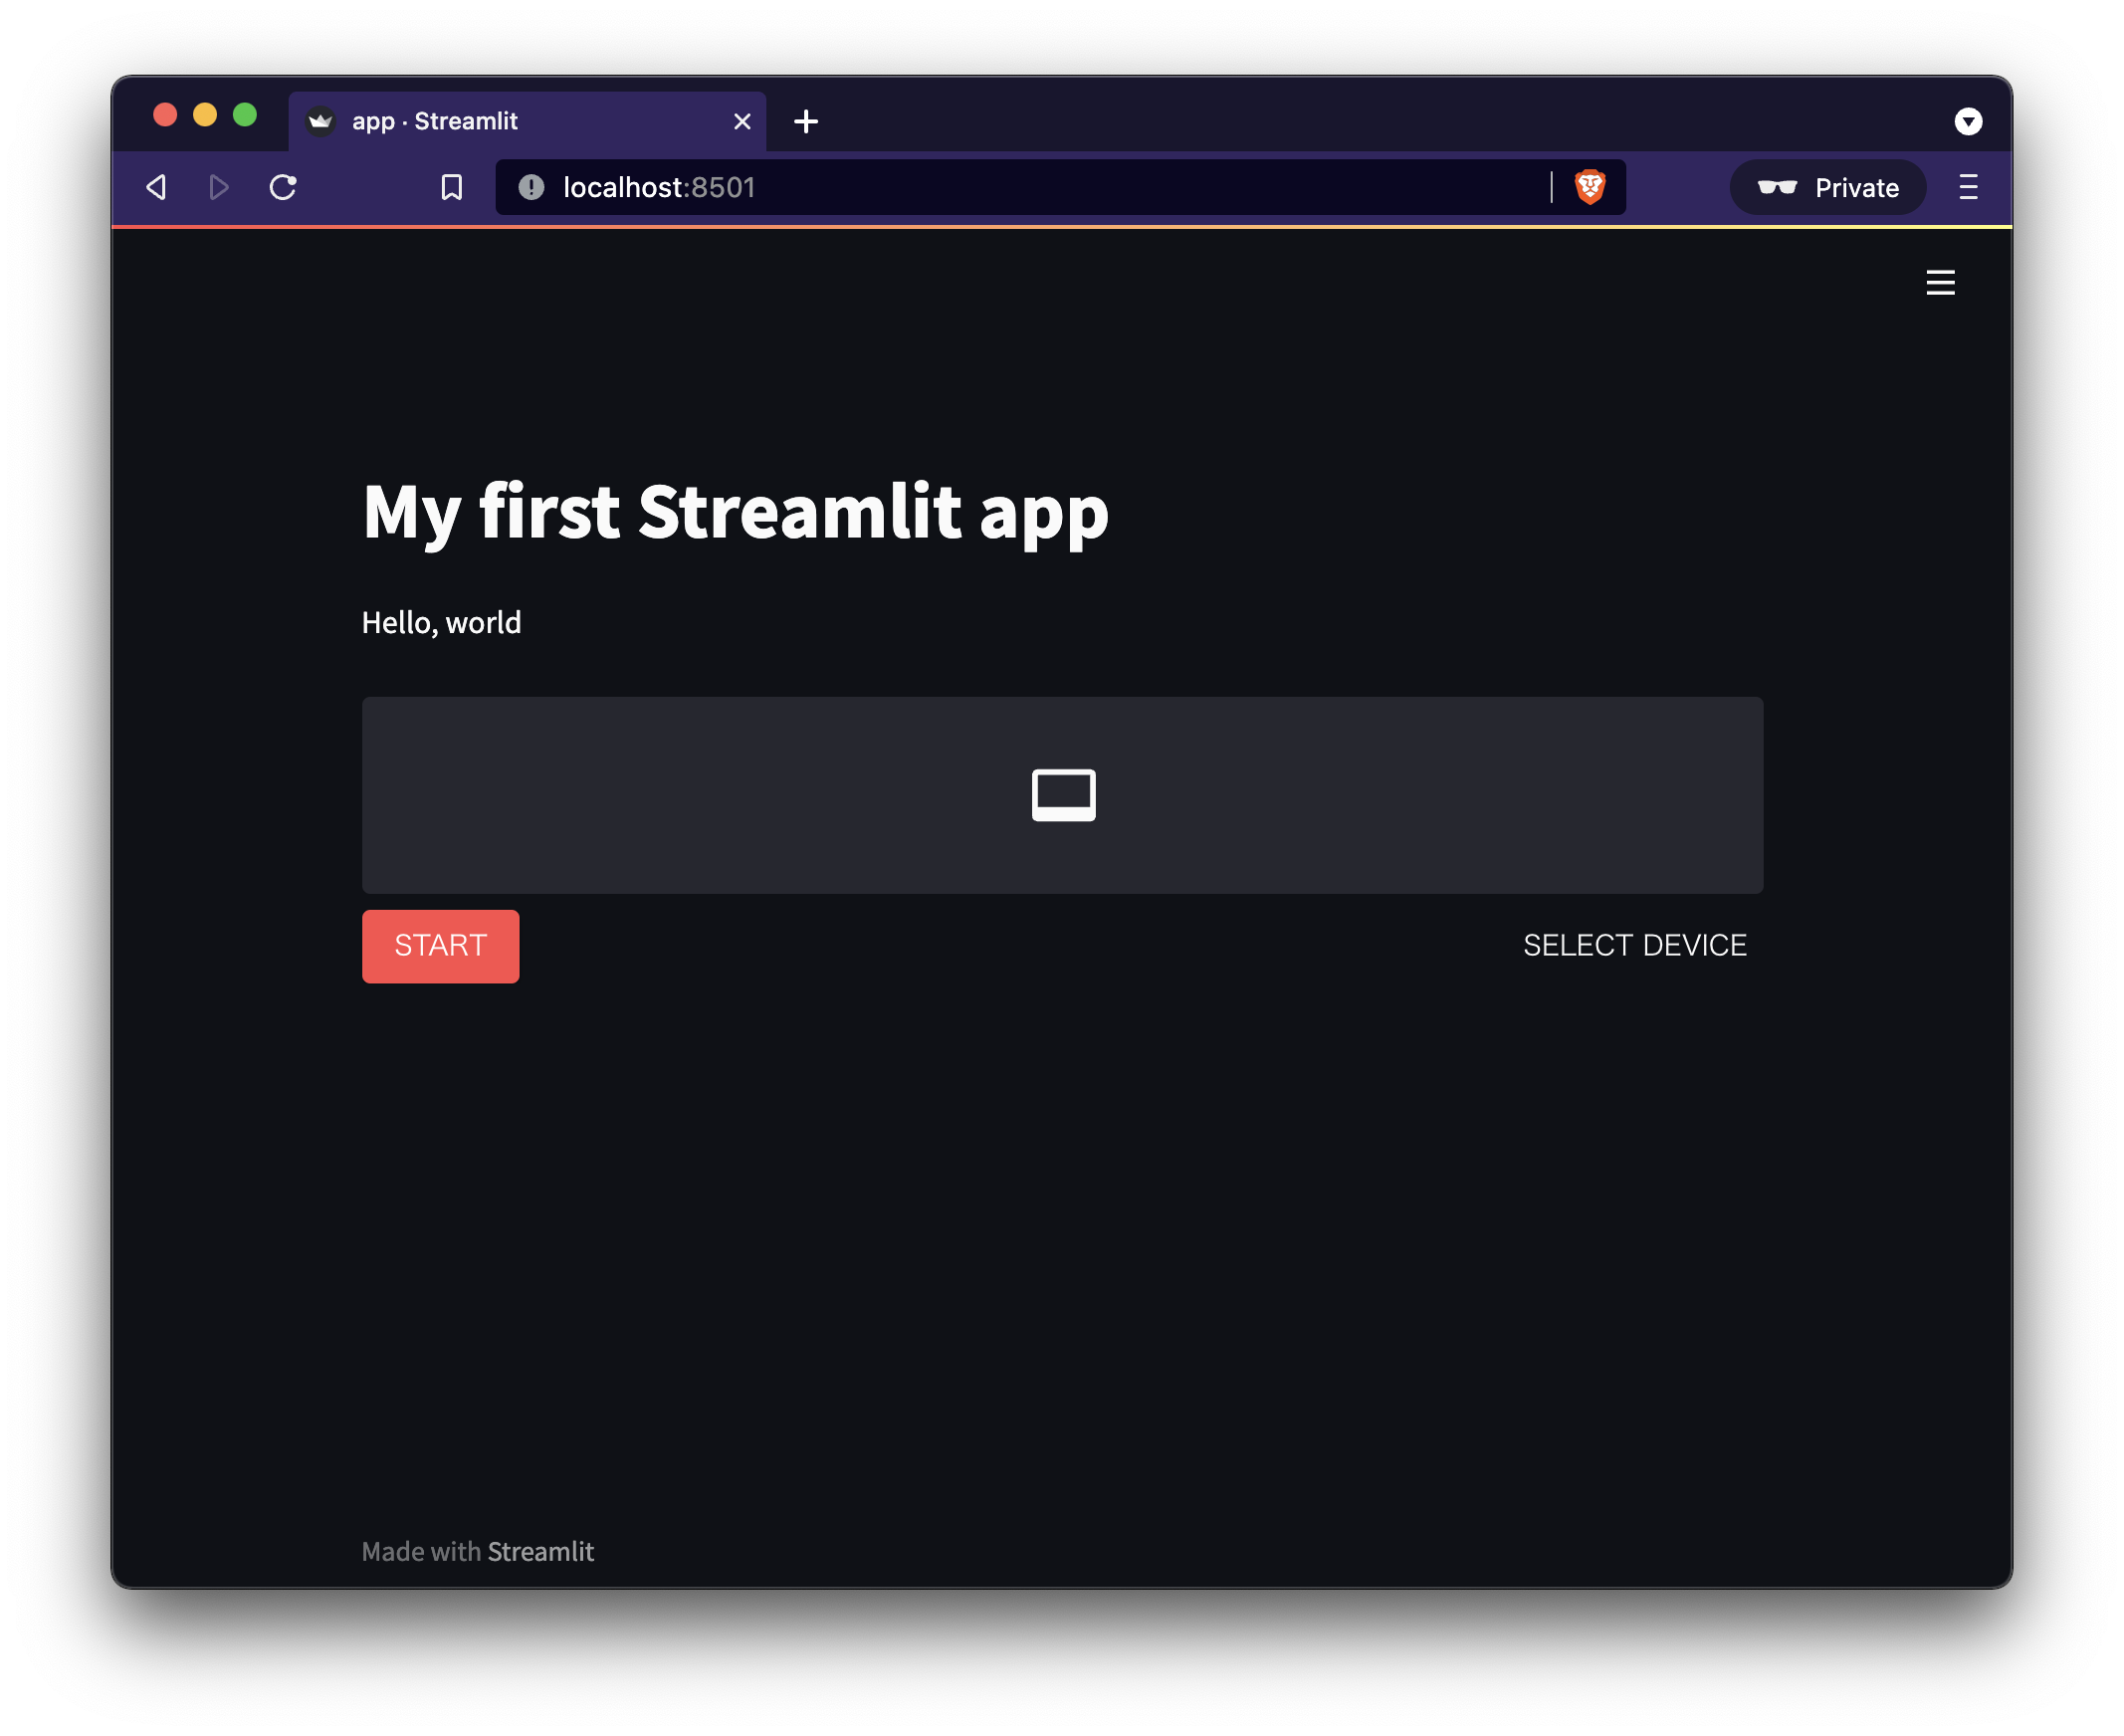 app · Streamlit
localhost:8501
Private
My first Streamlit app
Hello, world
START
SELECT DEVICE
Made with Streamlit